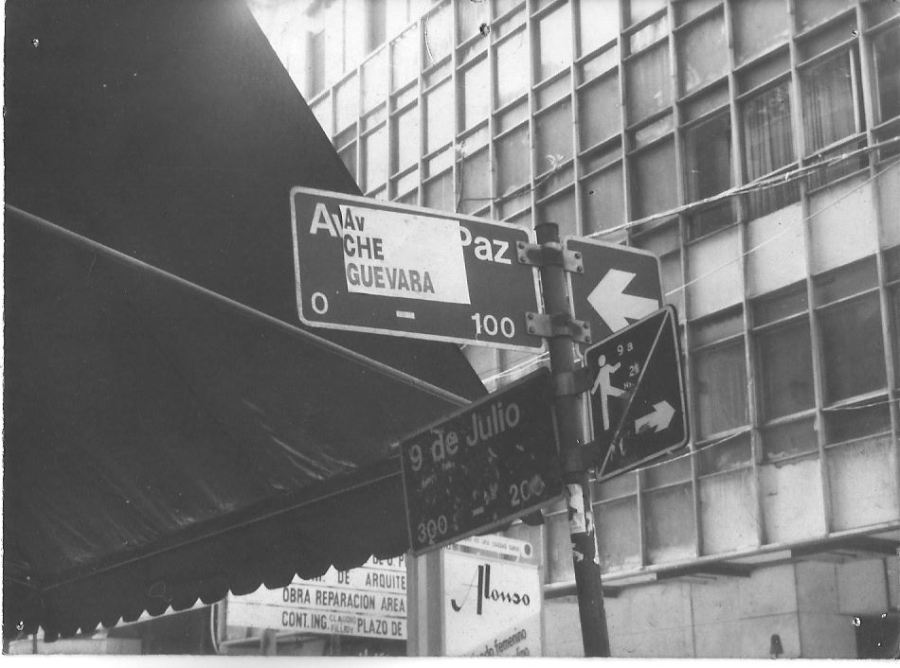 Av Paz
Av
CHE
GUEVARA
0 - 100
9 a
9 de Julio
300 - 200
DE ARQUITE
OBRA REPARACION AREA
CONT.ING. PLAZO DE
Alonso
femenino